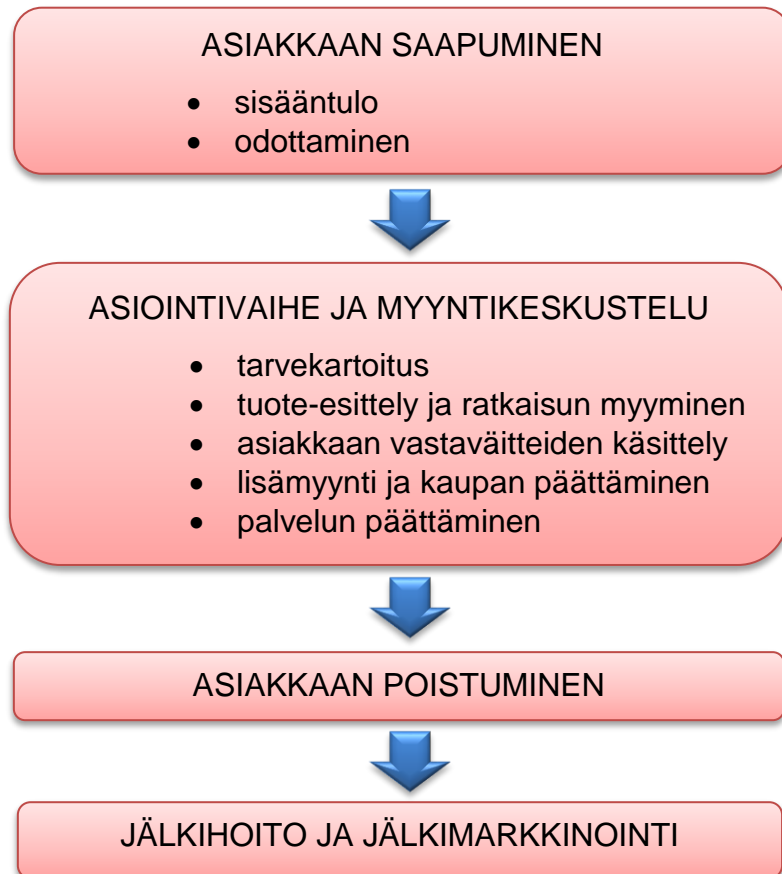 ASIAKKAAN SAAPUMINEN
• sisääntulo
• odottaminen
ASIOINTIVAIHE JA MYYNTIKESKUSTELU
• tarvekartoitus
• tuote-esittely ja ratkaisun myyminen
• asiakkaan vastaväitteiden käsittely
• lisämyynti ja kaupan päättäminen
• palvelun päättäminen
ASIAKKAAN POISTUMINEN
JÄLKIHOITO JA JÄLKIMARKKINOINTI